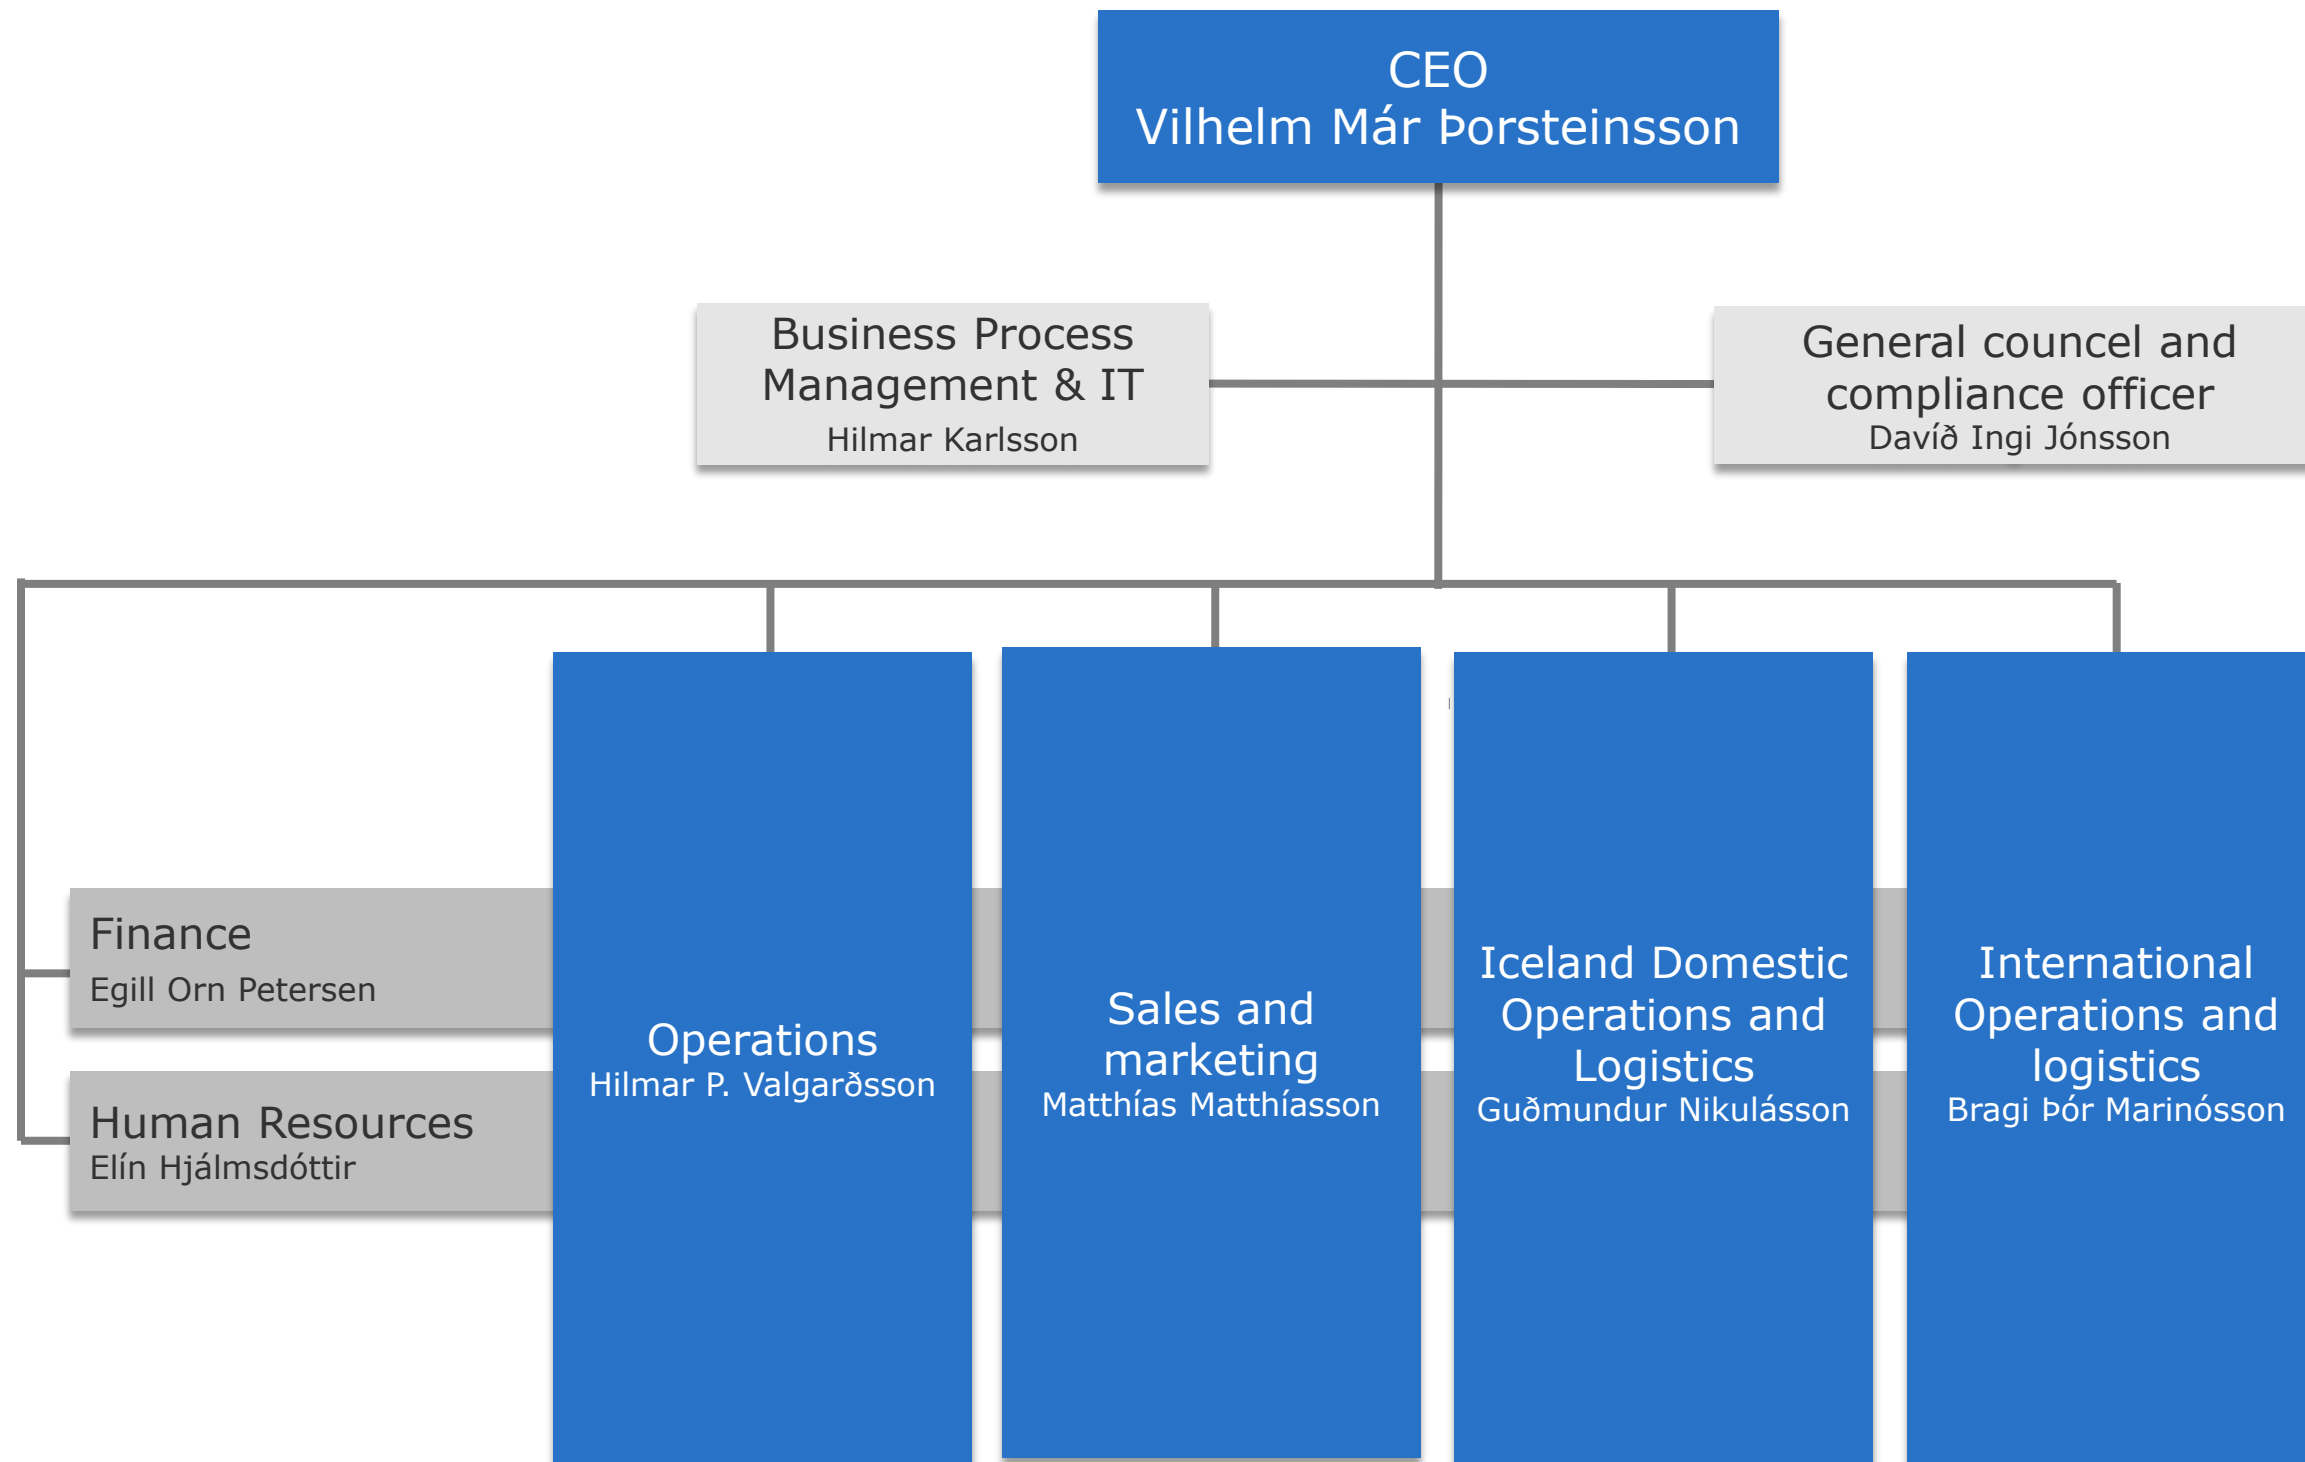 CEO
Vilhelm Már Þorsteinsson
Business Process
Management & IT
Hilmar Karlsson
General councel and
compliance officer
Davíð Ingi Jónsson
Finance
Egill Orn Petersen
Human Resources
Elín Hjálmsdóttir
Operations
Hilmar P. Valgarðsson
Sales and
marketing
Matthías Matthíasson
Iceland Domestic
Operations and
Logistics
Guðmundur Nikulásson
International
Operations and
logistics
Bragi Þór Marinósson